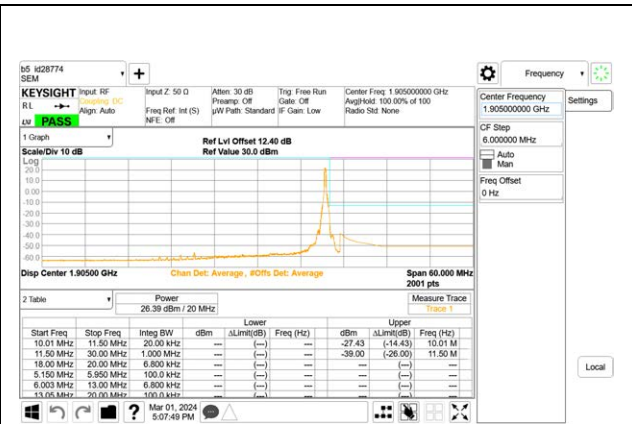 b5 id28774
SEM
Frequency
KEYSIGHT
R L
PASS
Input: RF
Coupling: DC
Align: Auto
Input Z: 50 Ω
Freq Ref: Int (S)
NFE: Off
Atten: 30 dB
Preamp: Off
µW Path: Standard
Trig: Free Run
Gate: Off
IF Gain: Low
Center Freq: 1.905000000 GHz
Avg|Hold: 100.00% of 100
Radio Std: None
Center Frequency
1.905000000 GHz
Settings
CF Step
6.000000 MHz
Auto
Man
Freq Offset
0 Hz
Local
1 Graph
Scale/Div 10 dB
Ref Lvl Offset 12.40 dB
Ref Value 30.0 dBm
Log
20.0
10.0
0.00
-10.0
-20.0
-30.0
-40.0
-50.0
-60.0
Disp Center 1.90500 GHz
Chan Det: Average , #Offs Det: Average
Span 60.000 MHz
2001 pts
2 Table
Power
26.39 dBm / 20 MHz
Measure Trace
Trace 1
Lower Upper
Start Freq Stop Freq Integ BW dBm ΔLimit(dB) Freq (Hz) dBm ΔLimit(dB) Freq (Hz)
10.01 MHz 11.50 MHz 20.00 kHz --- (---) --- -27.43 (-14.43) 10.01 M
11.50 MHz 30.00 MHz 1.000 MHz --- (---) --- -39.00 (-26.00) 11.50 M
18.00 MHz 20.00 MHz 6.800 kHz --- (---) --- --- (---) ---
5.150 MHz 5.950 MHz 100.0 kHz --- (---) --- --- (---) ---
6.003 MHz 13.00 MHz 6.800 kHz --- (---) --- --- (---) ---
13.05 MHz 20.00 MHz 100.0 kHz --- (---) --- --- (---) ---
Mar 01, 2024
5:07:49 PM